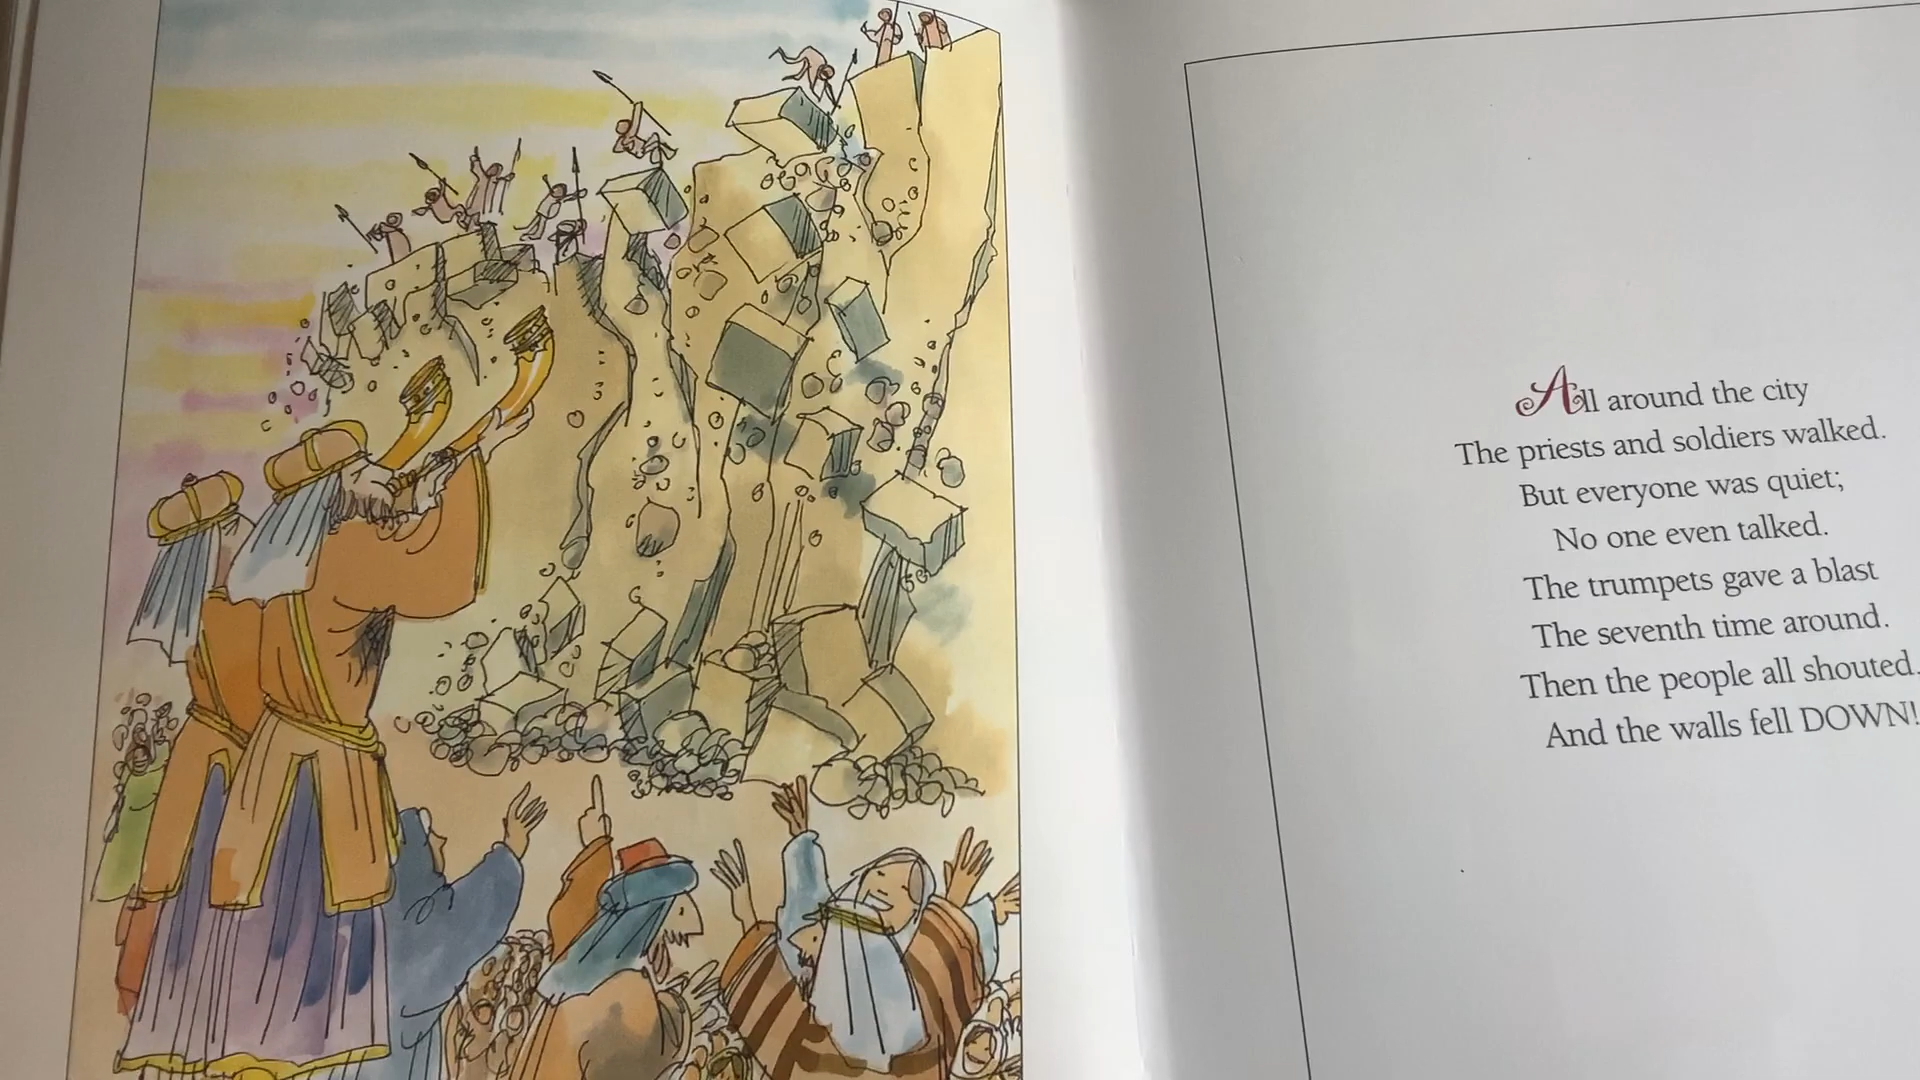 All around the city
The priests and soldiers walked.
But everyone was quiet;
No one even talked.
The trumpets gave a blast
The seventh time around.
Then the people all shouted,
And the walls fell DOWN!